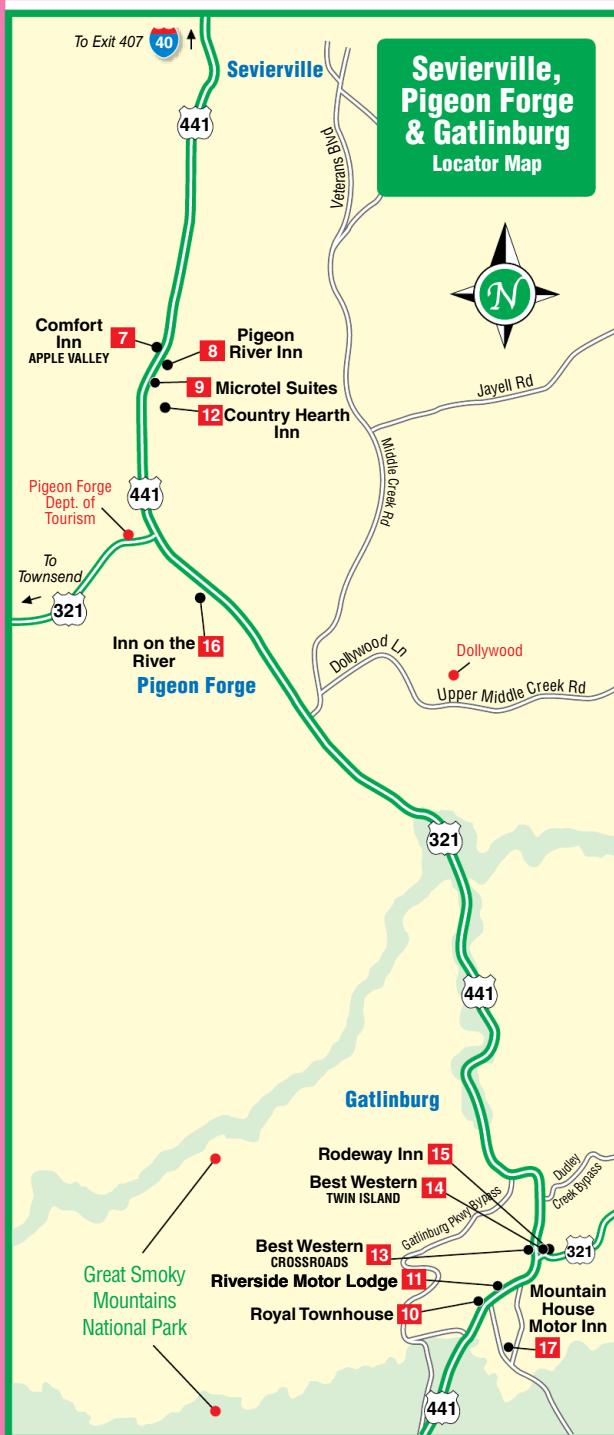 To Exit 407
40
Sevierville
Sevierville,
Pigeon Forge
& Gatlinburg
Locator Map
441
Veterans Blvd
N
Comfort
Inn
APPLE VALLEY
7
8
Pigeon
River Inn
9
Microtel Suites
12
Country Hearth
Inn
Jayell Rd
Middle Creek Rd
441
Pigeon Forge
Dept. of
Tourism
To
Townsend
321
Inn on the
River
16
Pigeon Forge
Dollywood Ln
Dollywood
Upper Middle Creek Rd
321
441
Gatlinburg
Rodeway Inn
15
Best Western
TWIN ISLAND
14
Dudley
Creek Bypass
Gatlinburg Pkwy Bypass
Best Western
CROSSROADS
13
321
Riverside Motor Lodge
11
Royal Townhouse
10
Mountain
House
Motor Inn
17
Great Smoky
Mountains
National Park
441